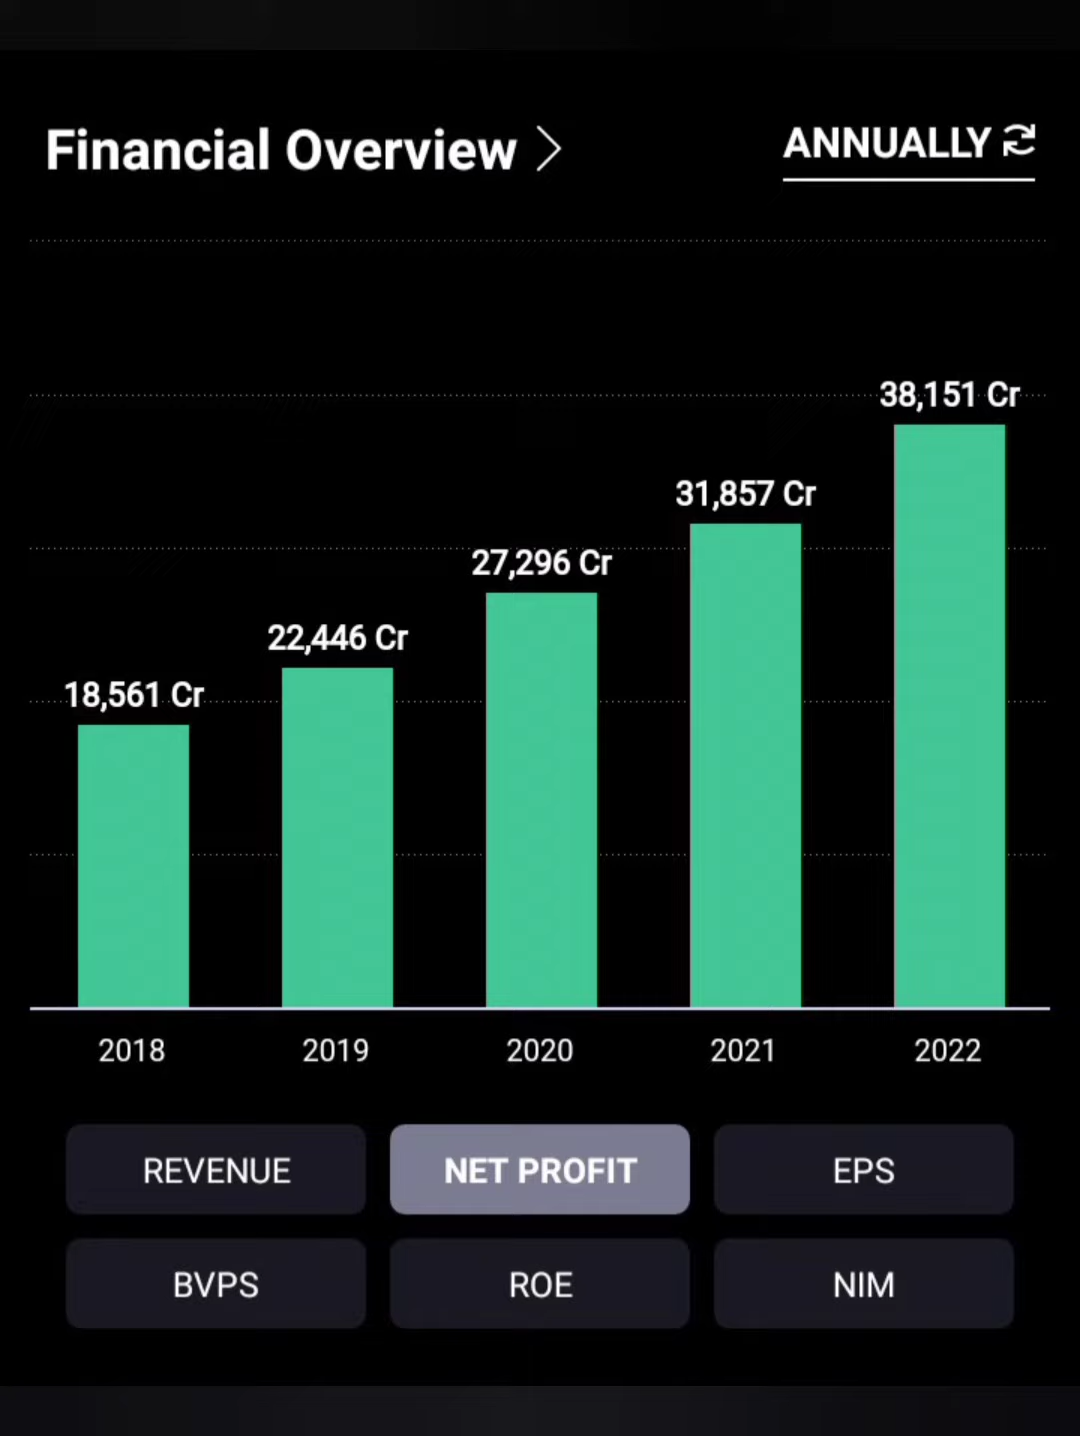 Financial Overview
ANNUALLY
38,151 Cr
31,857 Cr
27,296 Cr
22,446 Cr
18,561 Cr
2018 2019 2020 2021 2022
REVENUE NET PROFIT EPS
BVPS ROE NIM